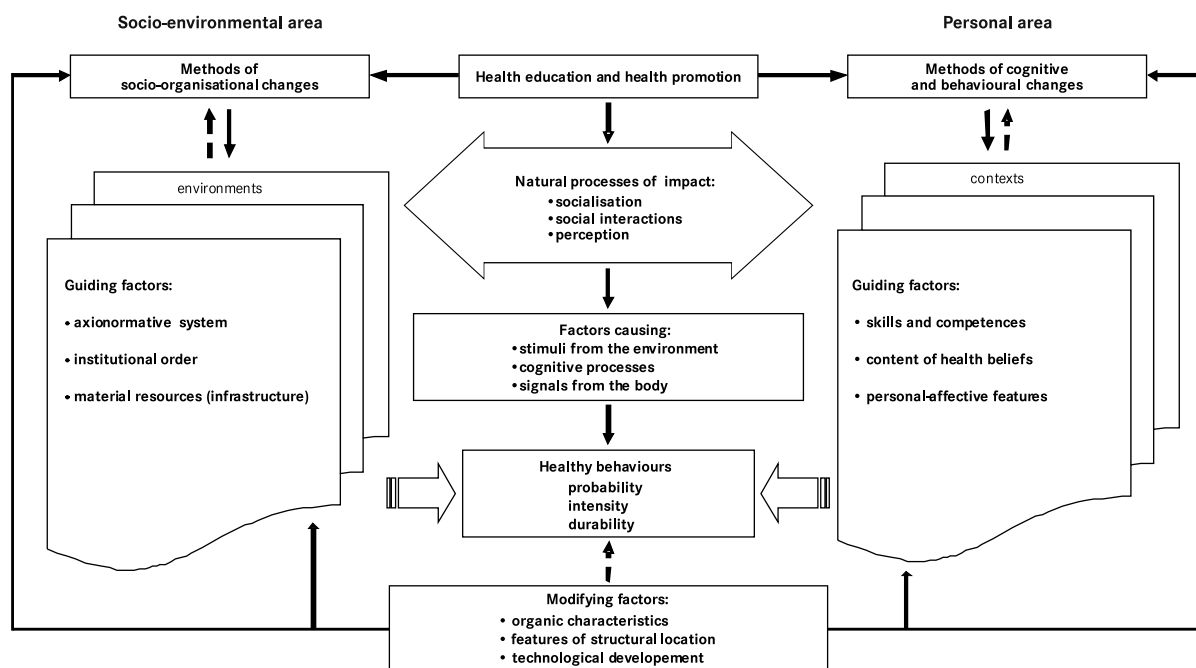 Socio-environmental area
Personal area
Methods of
socio-organisational changes
Health education and health promotion
Methods of cognitive
and behavioural changes
environments
Guiding factors:
• axionormative system
• institutional order
• material resources (infrastructure)
Natural processes of impact:
• socialisation
• social interactions
• perception
contexts
Guiding factors:
• skills and competences
• content of health beliefs
• personal-affective features
Factors causing:
• stimuli from the environment
• cognitive processes
• signals from the body
Healthy behaviours
probability
intensity
durability
Modifying factors:
• organic characteristics
• features of structural location
• technological developement